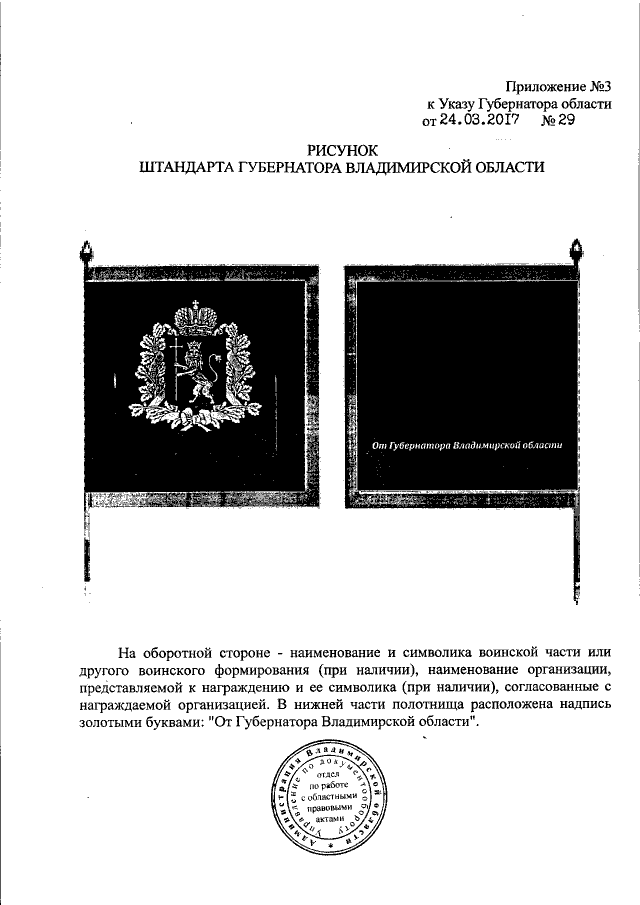 Приложение №3
к Указу Губернатора области
от 24.03.2017 № 29
РИСУНОК
ШТАНДАРТА ГУБЕРНАТОРА ВЛАДИМИРСКОЙ ОБЛАСТИ
От Губернатора Владимирской области
На оборотной стороне - наименование и символика воинской части или
другого воинского формирования (при наличии), наименование организации,
представляемой к награждению и ее символика (при наличии), согласованные с
награждаемой организацией. В нижней части полотнища расположена надпись
золотыми буквами: "От Губернатора Владимирской области".
Администрация Владимирской области *
Управление по документообороту
отдел
по работе
с областными
правовыми
актами